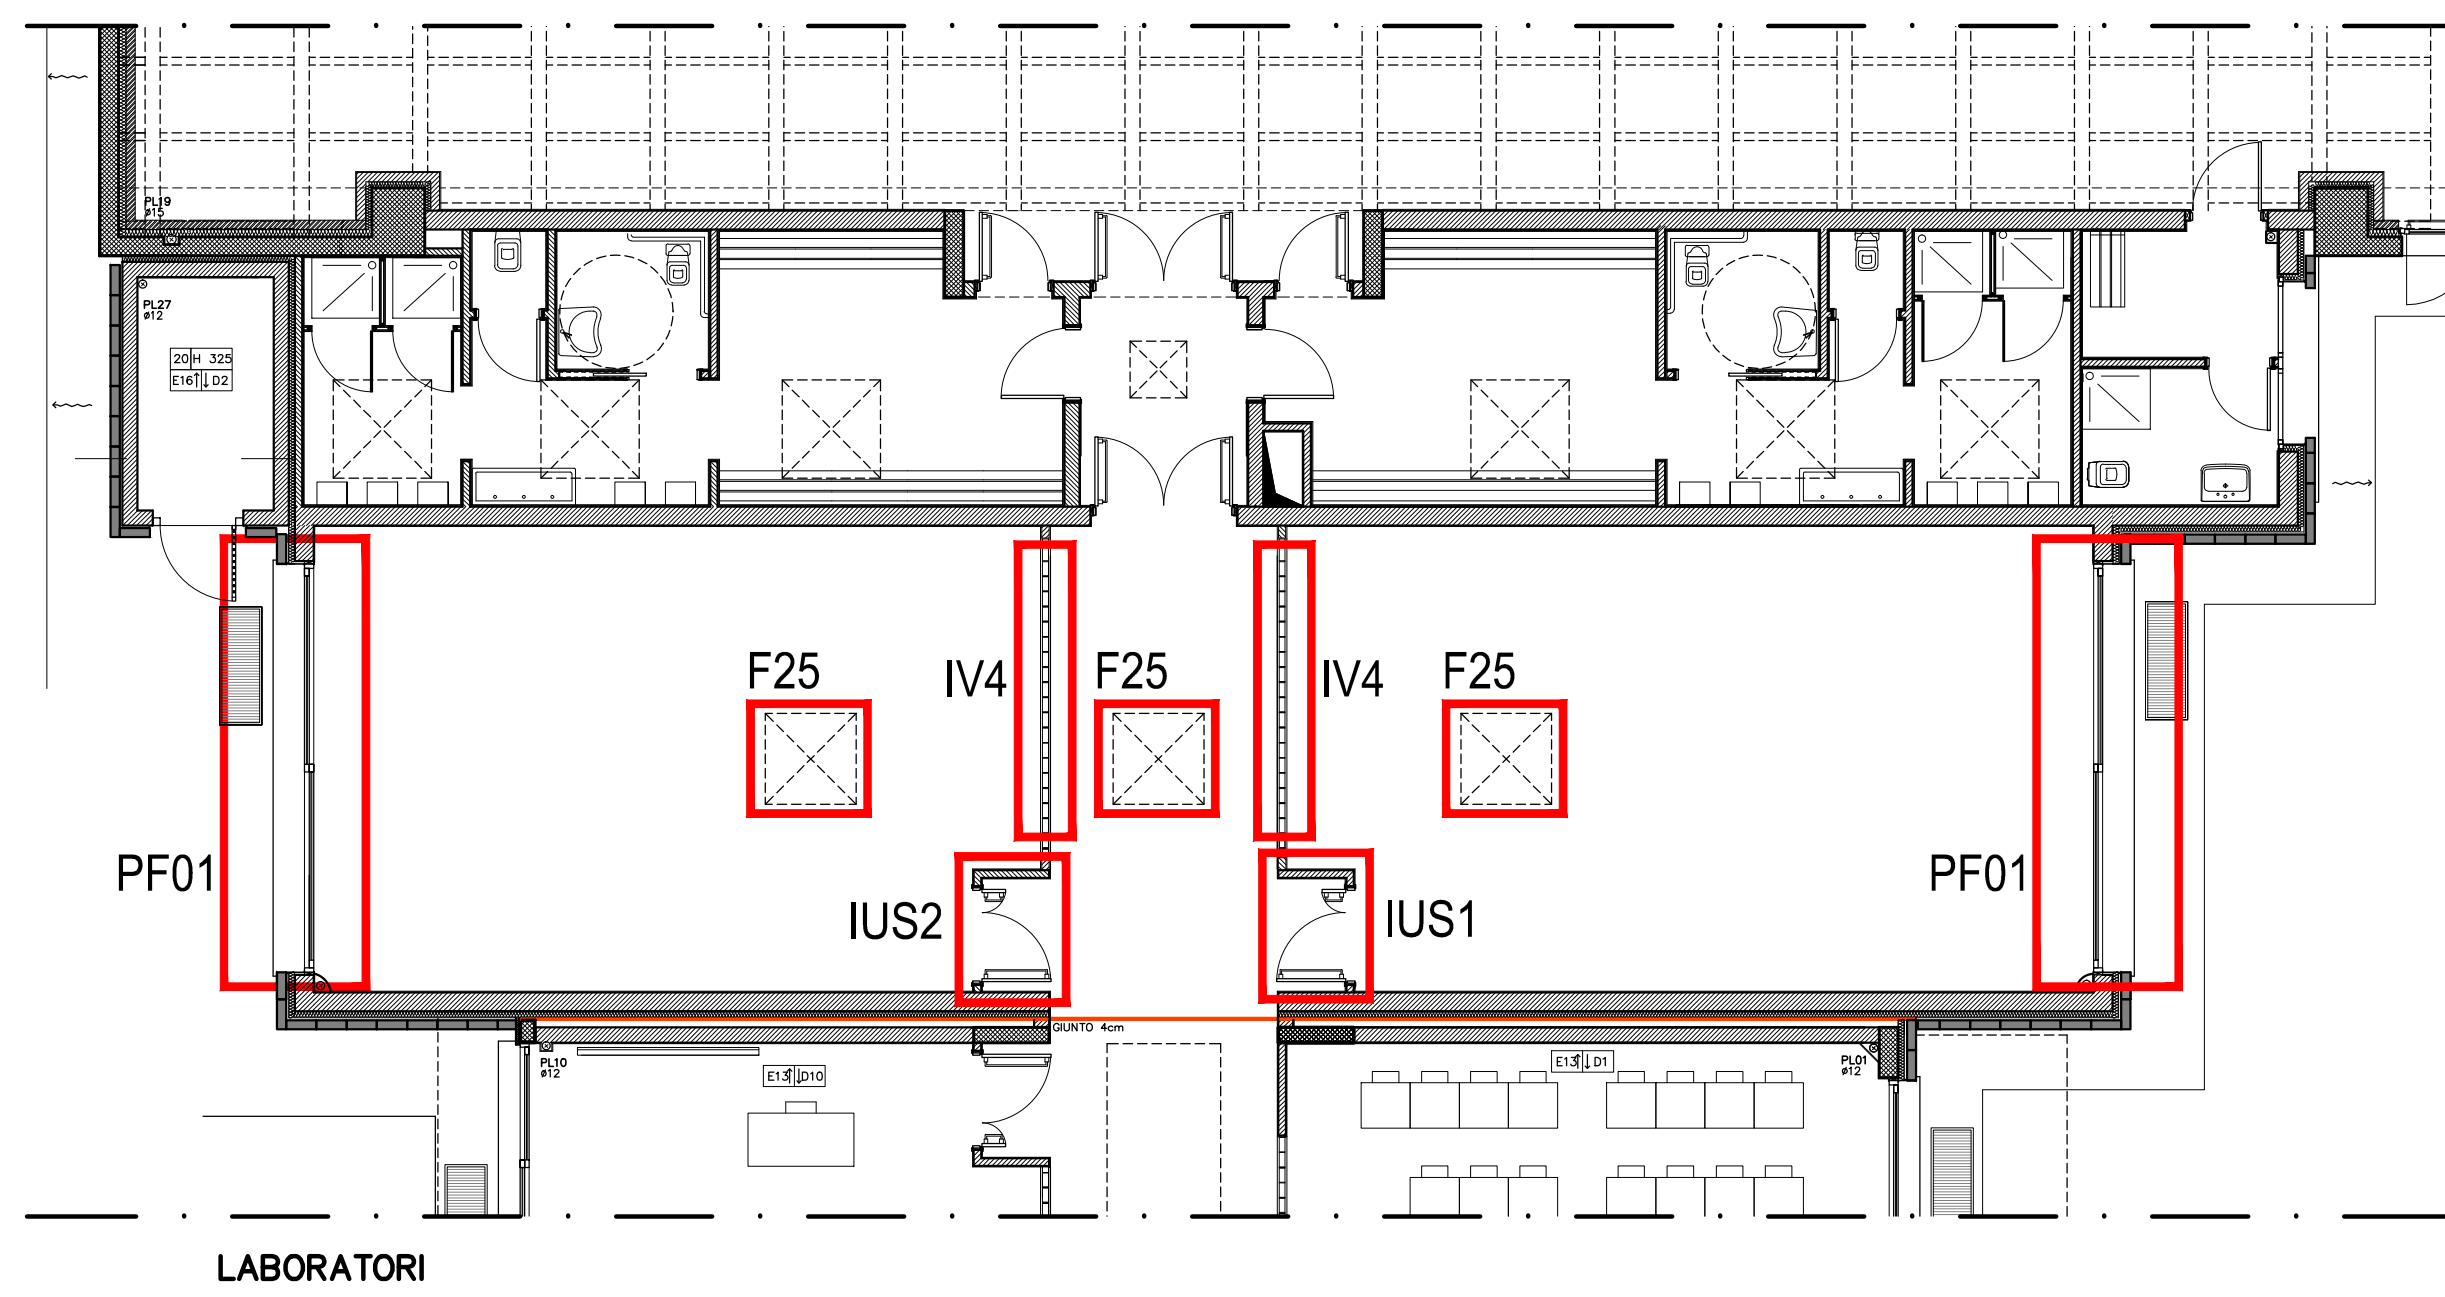 PL19
ø15
PL27
ø12
20 H 325
E16↑↓D2
F25
IV4
F25
IV4
F25
PF01
PF01
IUS2
IUS1
GIUNTO 4cm
PL10
ø12
E13↑↓D10
E13↑↓D1
PL01
ø12
LABORATORI